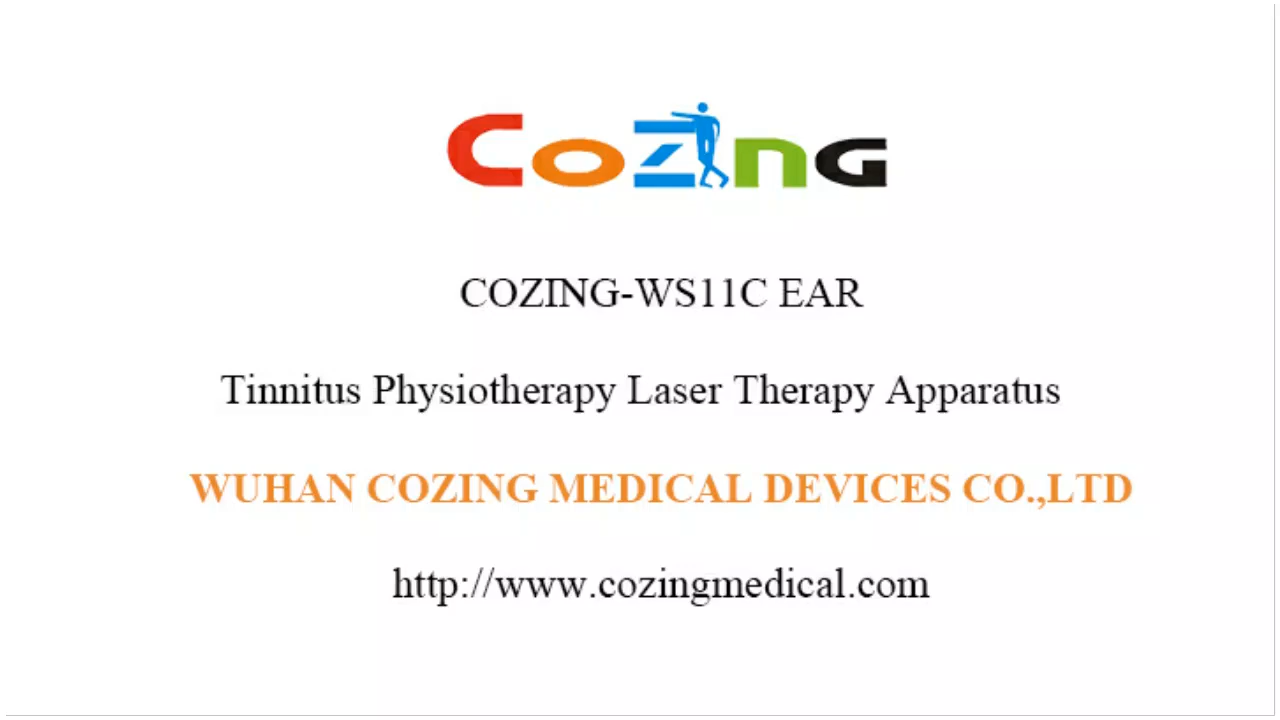 CoZing
COZING-WS11C EAR
Tinnitus Physiotherapy Laser Therapy Apparatus
WUHAN COZING MEDICAL DEVICES CO.,LTD
http://www.cozingmedical.com